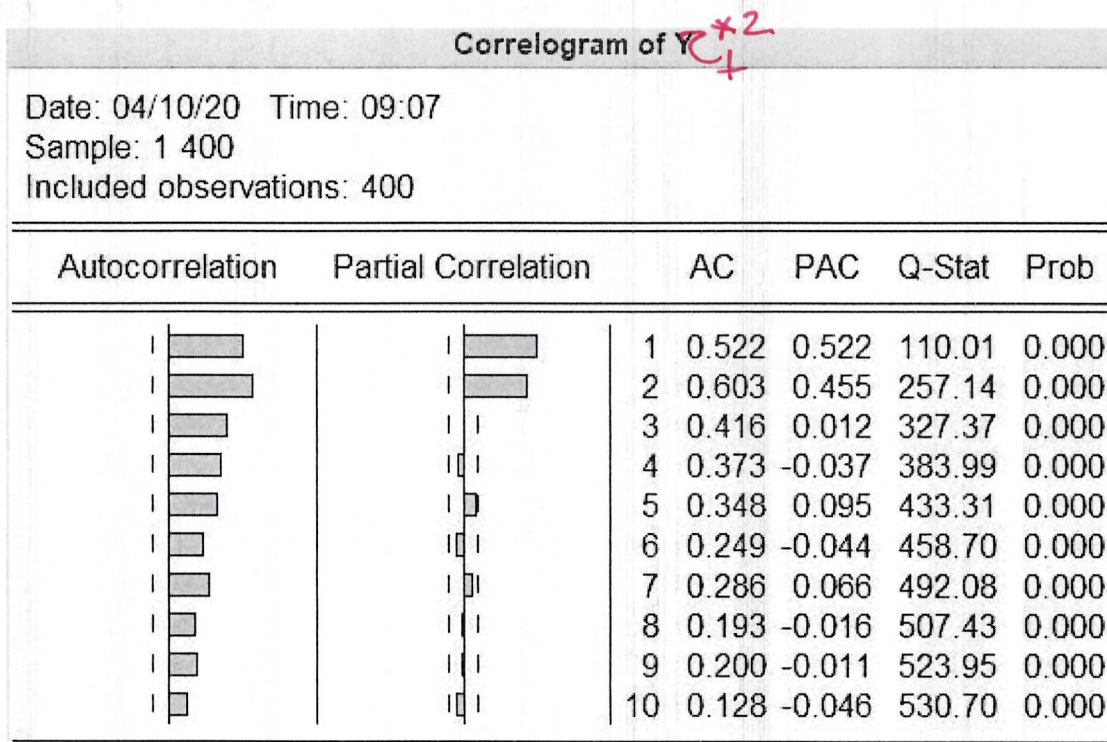 Correlogram of Y
*2
t
Date: 04/10/20 Time: 09:07
Sample: 1 400
Included observations: 400
Autocorrelation Partial Correlation AC PAC Q-Stat Prob
1 0.522 0.522 110.01 0.000
2 0.603 0.455 257.14 0.000
3 0.416 0.012 327.37 0.000
4 0.373 -0.037 383.99 0.000
5 0.348 0.095 433.31 0.000
6 0.249 -0.044 458.70 0.000
7 0.286 0.066 492.08 0.000
8 0.193 -0.016 507.43 0.000
9 0.200 -0.011 523.95 0.000
10 0.128 -0.046 530.70 0.000